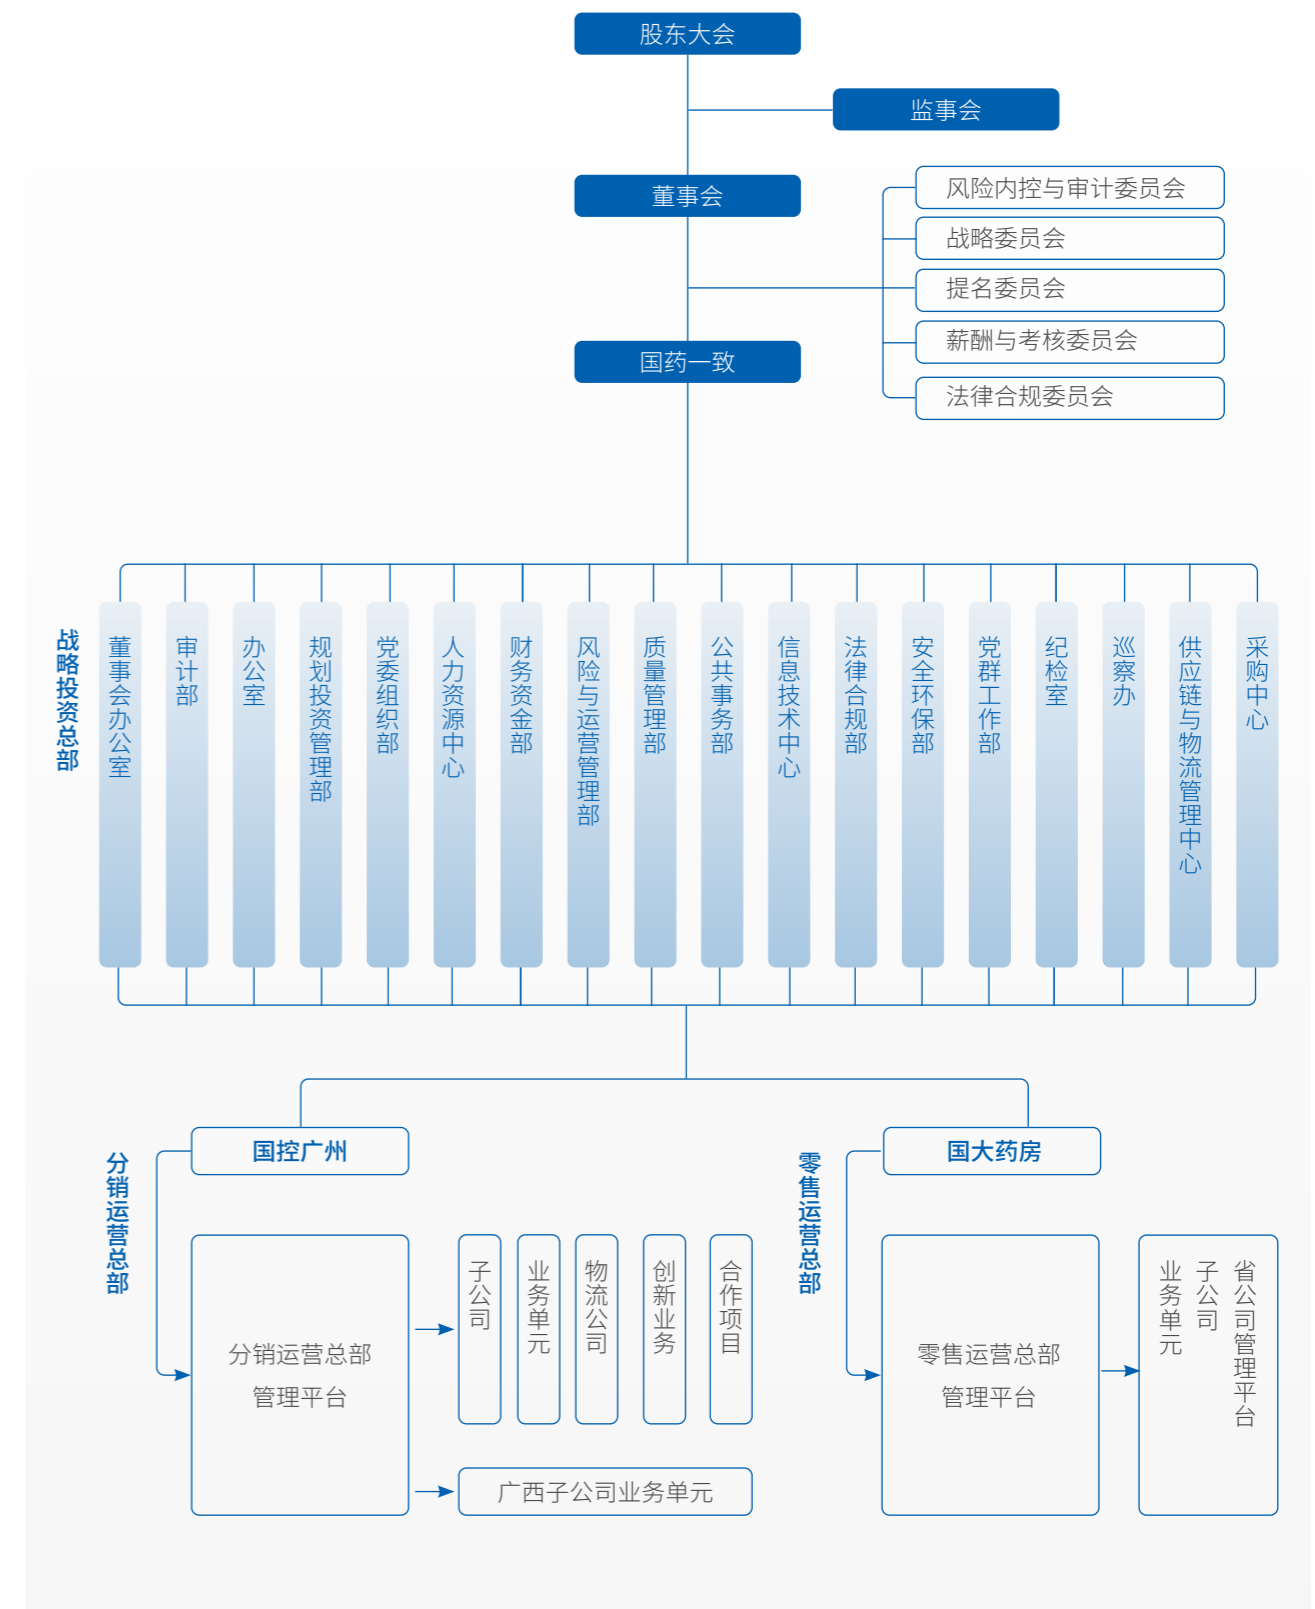 股东大会
监事会
董事会
风险内控与审计委员会
战略委员会
提名委员会
薪酬与考核委员会
国药一致
法律合规委员会
战略投资总部
董事会办公室
审计部
办公室
规划投资管理部
党委组织部
人力资源中心
财务资金部
风险与运营管理部
质量管理部
公共事务部
信息技术中心
法律合规部
安全环保部
党群工作部
纪检室
巡察办
供应链与物流管理中心
采购中心
分销运营总部
国控广州
分销运营总部
管理平台
子公司
业务单元
物流公司
创新业务
合作项目
广西子公司业务单元
零售运营总部
国大药房
零售运营总部
管理平台
业务单元
子公司
省公司管理平台